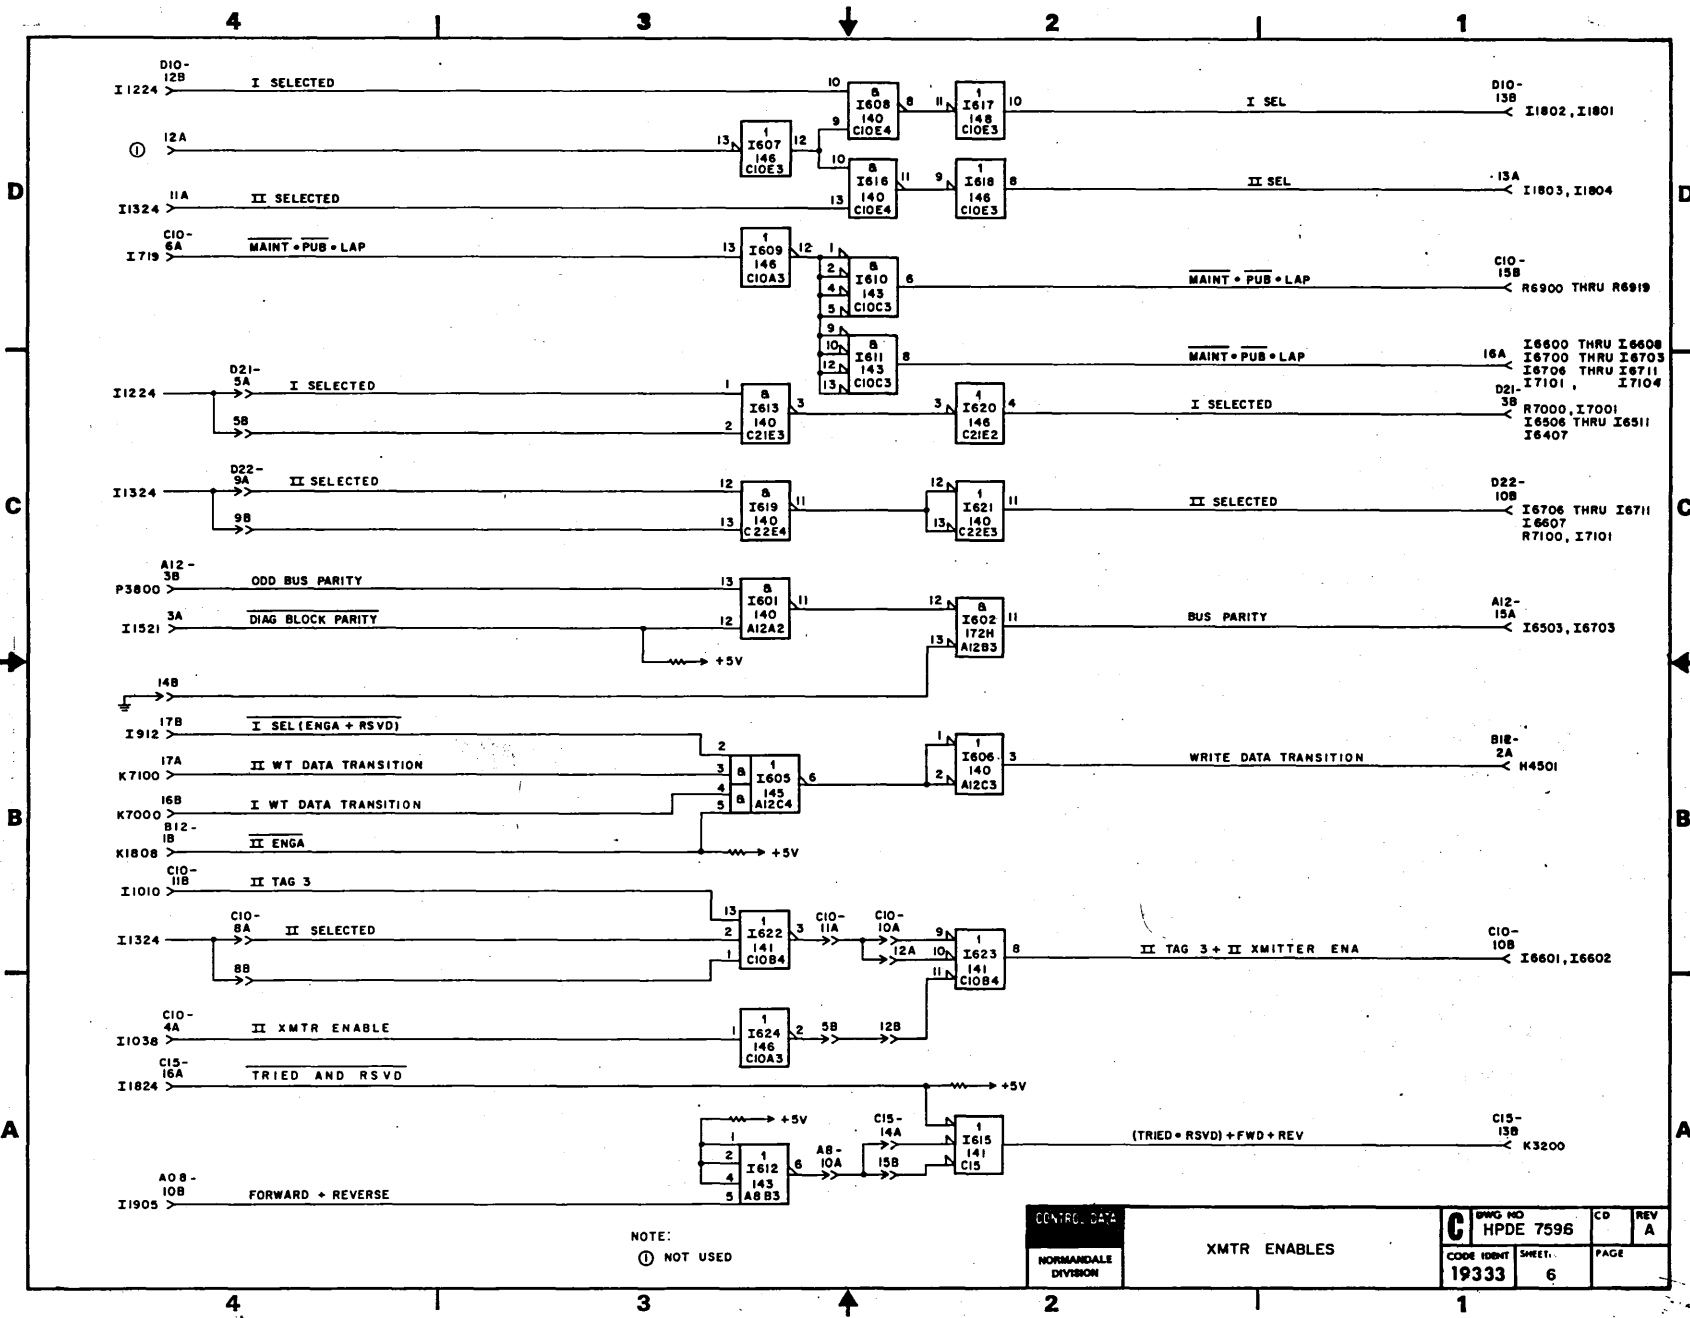 4 3 2 1
D10-
12B
I1224 I SELECTED 10
&
I608
140
C10E4
8 11
1
I617
148
C10E3
10 I SEL
D10-
13B
I1802, I1801
1 12A 13
1
I607
146
C10E3
12 9
10
&
I616
140
C10E4
11 9
1
I618
146
C10E3
8 II SEL
13A
I1803, I1804
D D
11A
I1324 II SELECTED 13
C10-
6A
I719 MAINT • PUB • LAP 13
1
I609
146
C10A3
12
1
2
4
5
&
I610
143
C10C3
6 MAINT • PUB • LAP
C10-
15B
R6900 THRU R6919
9
10
12
13
&
I611
143
C10C3
8 MAINT • PUB • LAP
16A
I6600 THRU I6608
I6700 THRU I6703
I6706 THRU I6711
I7101, I7104
D21-
5A
I1224 I SELECTED 1
5B 2
&
I613
140
C21E3
3 3
1
I620
146
C21E2
4 I SELECTED
D21-
3B
R7000, I7001
I6506 THRU I6511
I6407
D22-
9A
I1324 II SELECTED 12
9B 13
&
I619
140
C22E4
11
12
13
1
I621
140
C22E3
11 II SELECTED
D22-
10B
I6706 THRU I6711
I6607
R7100, I7101
C C
A12-
3B
P3800 ODD BUS PARITY 13
3A
I1521 DIAG BLOCK PARITY 12
+5V
&
I601
140
A12A2
11 12
13
&
I602
172H
A12B3
11 BUS PARITY
A12-
15A
I6503, I6703
14B
17B
I912 I SEL (ENGA + RSVD) 2
17A
K7100 II WT DATA TRANSITION 3
16B
K7000 I WT DATA TRANSITION 4
5
& &
1
I605
145
A12C4
6
1
2
1
I606
140
A12C3
3 WRITE DATA TRANSITION
B12-
2A
H4501
B B
B12-
1B
K1808 II ENGA +5V
C10-
11B
I1010 II TAG 3 13
C10-
8A
I1324 II SELECTED 2
8B 1
1
I622
141
C10B4
3
C10-
11A
C10-
10A
12A
9
10
11
1
I623
141
C10B4
8 II TAG 3 + II XMITTER ENA
C10-
10B
I6601, I6602
C10-
4A
I1038 II XMTR ENABLE 1
1
I624
146
C10A3
2 5B 12B
C15-
16A
I1824 TRIED AND RSVD +5V
A A
+5V
1
2
4
5
1
I612
143
A8B3
6
A8-
10A
C15-
14A
15B
1
I615
141
C15
(TRIED • RSVD) + FWD + REV
C15-
13B
K3200
A08-
10B
I1905 FORWARD + REVERSE
NOTE:
1 NOT USED
CONTROL DATA
NORMANDALE
DIVISION
XMTR ENABLES
C DWG NO
HPDE 7596
CD REV
A
CODE IDENT
19333
SHEET
6
PAGE
4 3 2 1